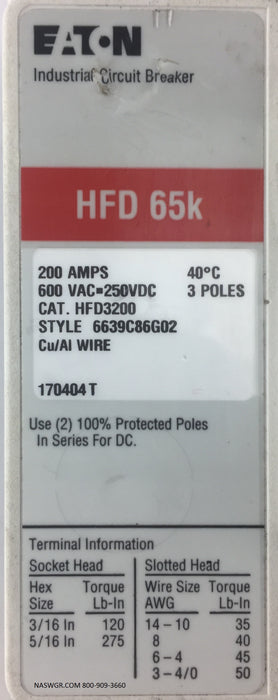 EATON
Industrial Circuit Breaker
HFD 65k
200 AMPS 40°C
600 VAC=250VDC 3 POLES
CAT. HFD3200
STYLE 6639C86G02
Cu/Al WIRE
170404 T
Use (2) 100% Protected Poles
In Series For DC.
Terminal Information
Socket Head Slotted Head
Hex Torque Wire Size Torque
Size Lb-In AWG Lb-In
3/16 In 120 14-10 35
5/16 In 275 8 40
6-4 45
3-4/0 50
NASWGR.COM 800-909-3660